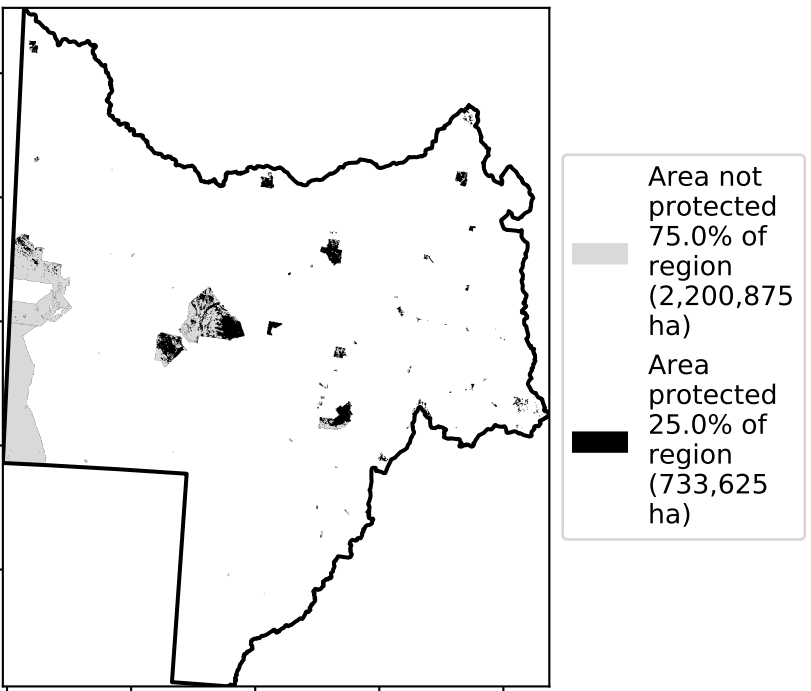 Area not
protected
75.0% of
region
(2,200,875
ha)
Area
protected
25.0% of
region
(733,625
ha)